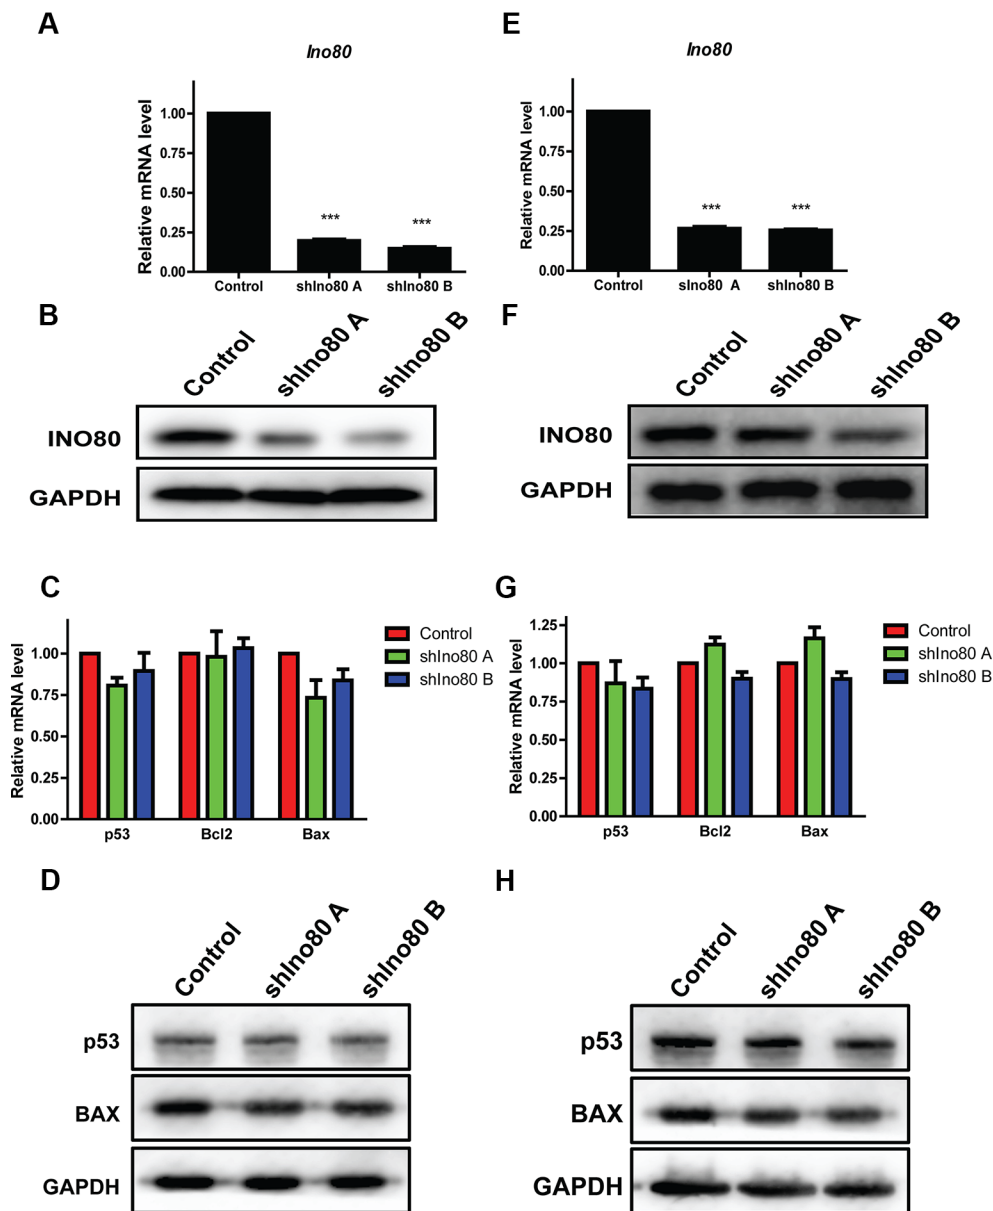 A
Ino80
Relative mRNA level
1.00
0.75
0.50
0.25
0.00
***
***
Control
shIno80 A
shIno80 B
E
Ino80
Relative mRNA level
1.00
0.75
0.50
0.25
0.00
***
***
Control
sIno80 A
shIno80 B
B
Control
shIno80 A
shIno80 B
INO80
GAPDH
F
Control
shIno80 A
shIno80 B
INO80
GAPDH
C
Relative mRNA level
1.00
0.75
0.50
0.25
0.00
p53
Bcl2
Bax
Control
shIno80 A
shIno80 B
G
Relative mRNA level
1.25
1.00
0.75
0.50
0.25
0.00
p53
Bcl2
Bax
Control
shIno80 A
shIno80 B
D
Control
shIno80 A
shIno80 B
p53
BAX
GAPDH
H
Control
shIno80 A
shIno80 B
p53
BAX
GAPDH